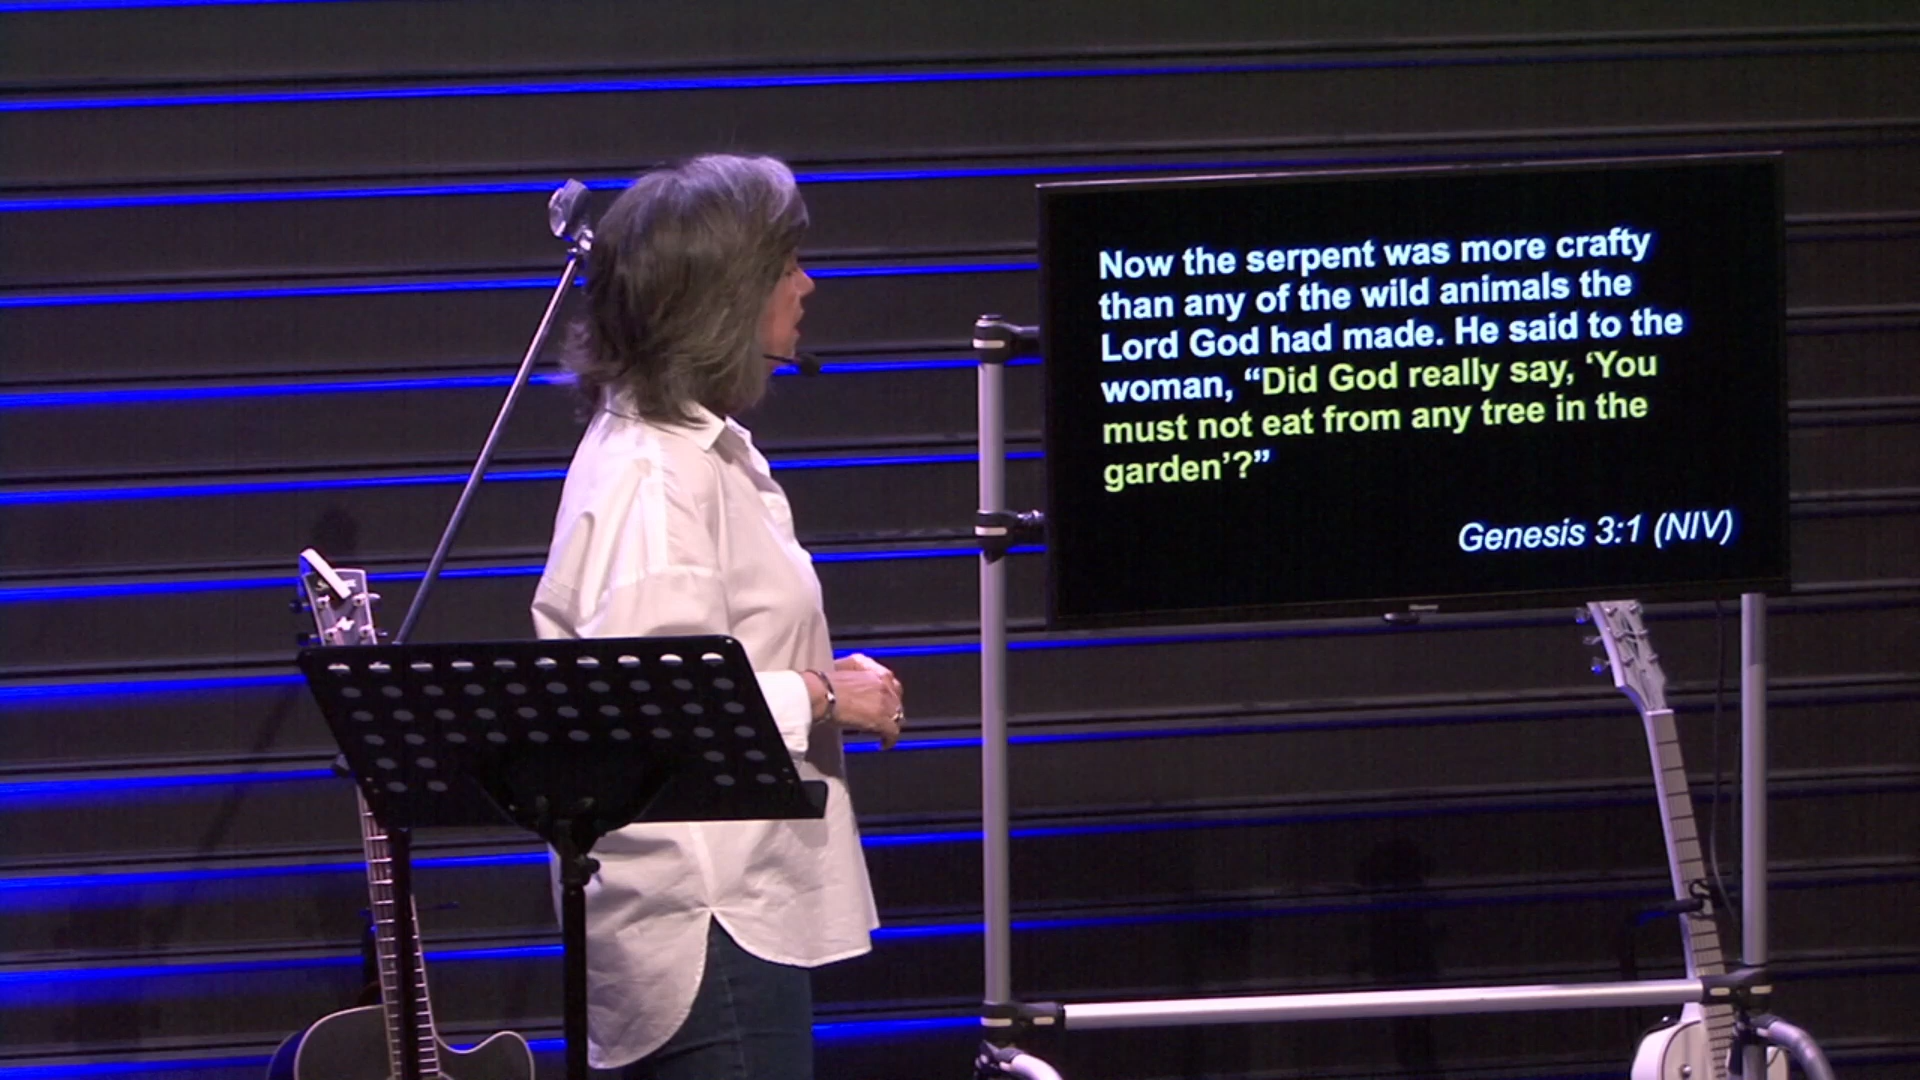 Now the serpent was more crafty
than any of the wild animals the
Lord God had made. He said to the
woman, “Did God really say, ‘You
must not eat from any tree in the
garden’?”
Genesis 3:1 (NIV)